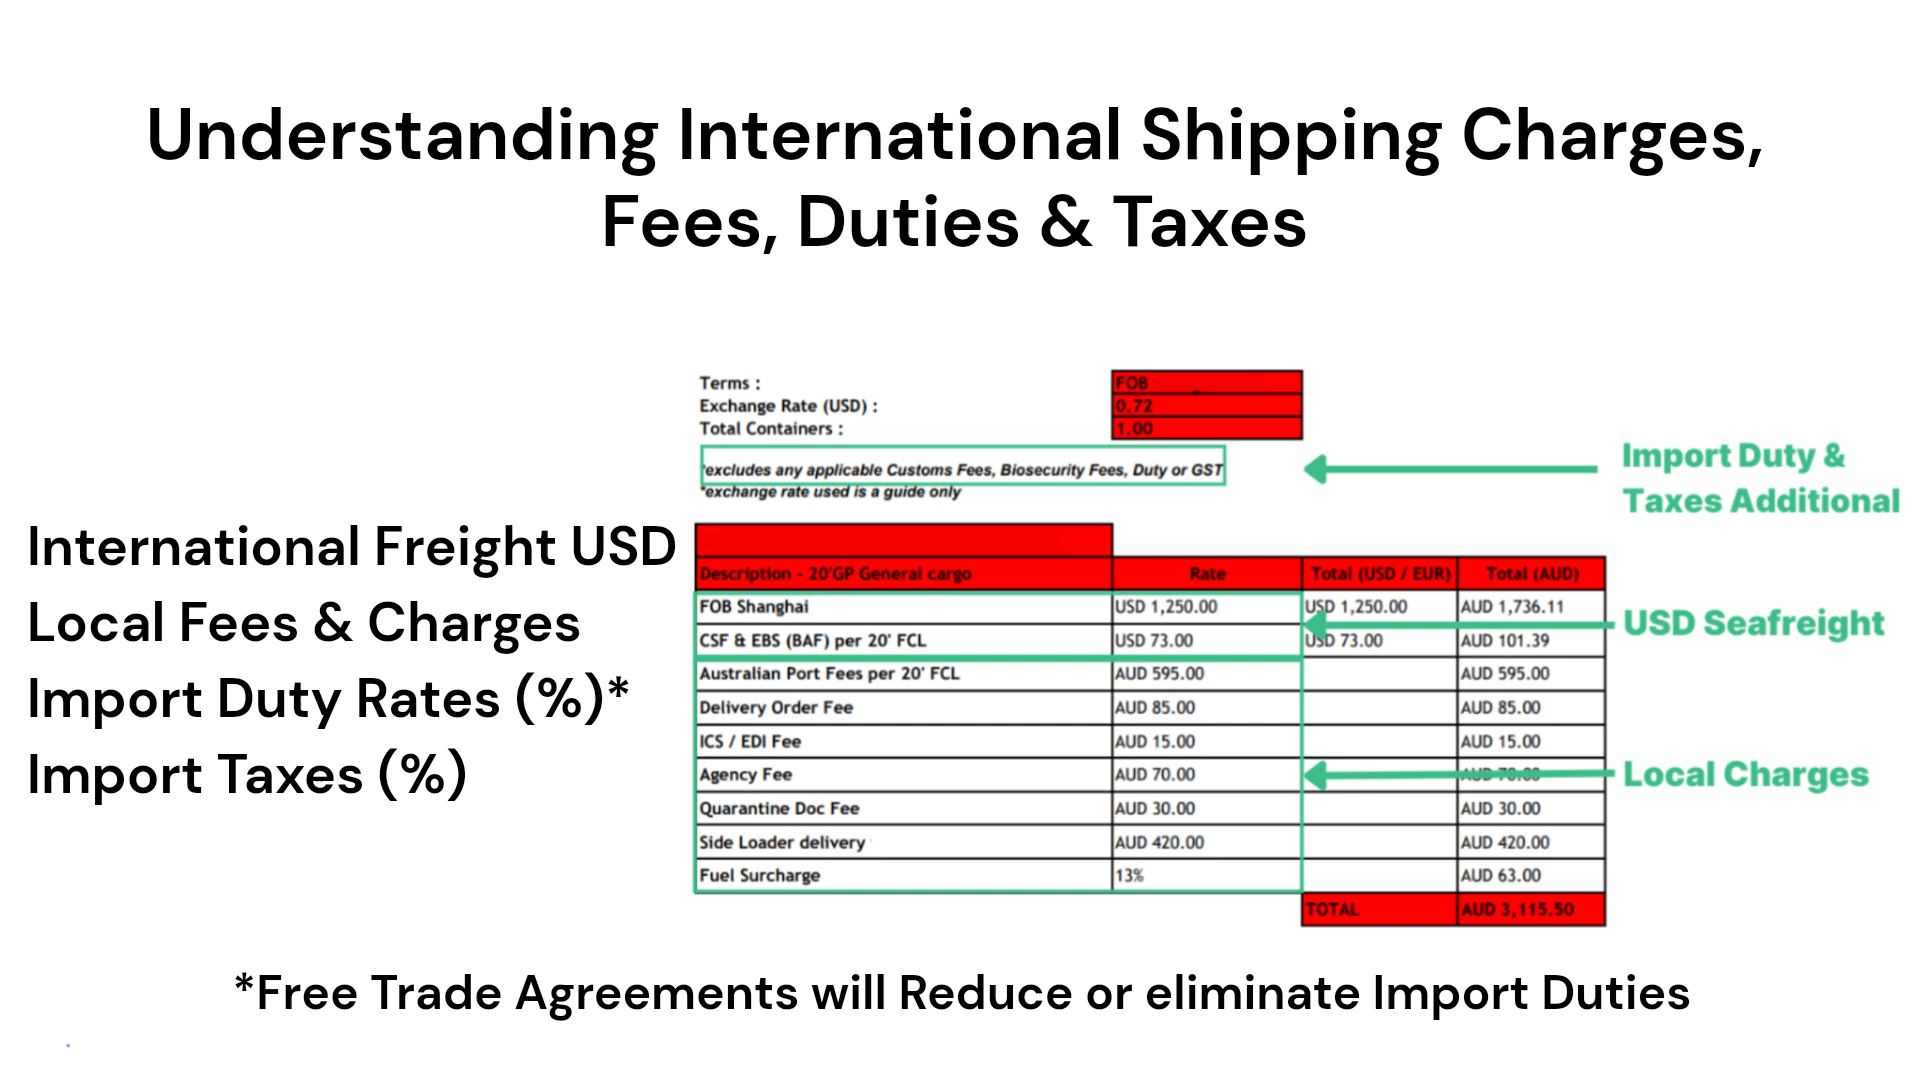 Understanding International Shipping Charges,
Fees, Duties & Taxes
Terms : FOB
Exchange Rate (USD) : 0.72
Total Containers : 1.00
*excludes any applicable Customs Fees, Biosecurity Fees, Duty or GST
*exchange rate used is a guide only
Import Duty &
Taxes Additional
International Freight USD
Local Fees & Charges
Import Duty Rates (%)*
Import Taxes (%)
Description - 20'GP General cargo Rate Total (USD / EUR) Total (AUD)
FOB Shanghai USD 1,250.00 USD 1,250.00 AUD 1,736.11
CSF & EBS (BAF) per 20' FCL USD 73.00 USD 73.00 AUD 101.39
Australian Port Fees per 20' FCL AUD 595.00 AUD 595.00
Delivery Order Fee AUD 85.00 AUD 85.00
ICS / EDI Fee AUD 15.00 AUD 15.00
Agency Fee AUD 70.00 AUD 70.00
Quarantine Doc Fee AUD 30.00 AUD 30.00
Side Loader delivery AUD 420.00 AUD 420.00
Fuel Surcharge 13% AUD 63.00
TOTAL AUD 3,115.50
USD Seafreight
Local Charges
*Free Trade Agreements will Reduce or eliminate Import Duties